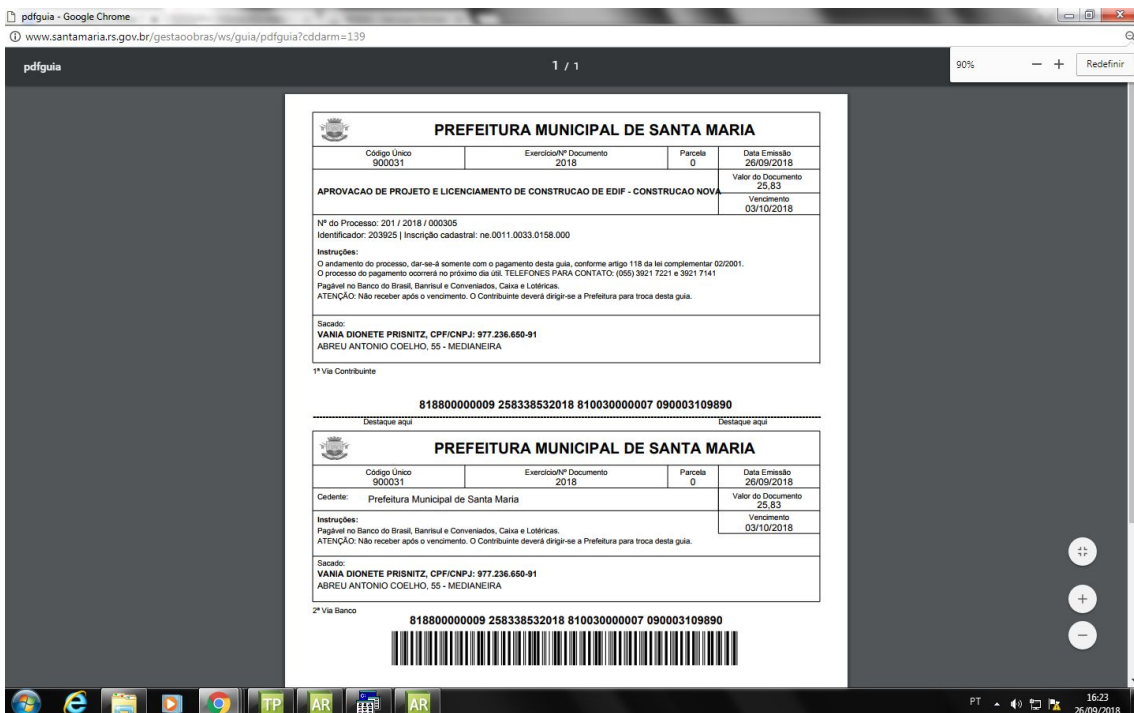 pdfguia - Google Chrome
www.santamaria.rs.gov.br/gestaoobras/ws/guia/pdfguia?cddarm=139
pdfguia 1 / 1 90% − + Redefinir
PREFEITURA MUNICIPAL DE SANTA MARIA
Código Único Exercício/Nº Documento Parcela Data Emissão
900031 2018 0 26/09/2018
Valor do Documento
25,83
APROVACAO DE PROJETO E LICENCIAMENTO DE CONSTRUCAO DE EDIF - CONSTRUCAO NOVA
Vencimento
03/10/2018
Nº do Processo: 201 / 2018 / 000305
Identificador: 203925 | Inscrição cadastral: ne.0011.0033.0158.000
Instruções:
O andamento do processo, dar-se-á somente com o pagamento desta guia, conforme artigo 118 da lei complementar 02/2001.
O processo do pagamento ocorrerá no próximo dia útil. TELEFONES PARA CONTATO: (055) 3921 7221 e 3921 7141
Pagável no Banco do Brasil, Banrisul e Conveniados, Caixa e Lotéricas.
ATENÇÃO: Não receber após o vencimento. O Contribuinte deverá dirigir-se a Prefeitura para troca desta guia.
Sacado:
VANIA DIONETE PRISNITZ, CPF/CNPJ: 977.236.650-91
ABREU ANTONIO COELHO, 55 - MEDIANEIRA
1ª Via Contribuinte
818800000009 258338532018 810030000007 090003109890
Destaque aqui Destaque aqui
PREFEITURA MUNICIPAL DE SANTA MARIA
Código Único Exercício/Nº Documento Parcela Data Emissão
900031 2018 0 26/09/2018
Cedente: Prefeitura Municipal de Santa Maria
Valor do Documento
25,83
Instruções:
Vencimento
03/10/2018
Pagável no Banco do Brasil, Banrisul e Conveniados, Caixa e Lotéricas.
ATENÇÃO: Não receber após o vencimento. O Contribuinte deverá dirigir-se a Prefeitura para troca desta guia.
Sacado:
VANIA DIONETE PRISNITZ, CPF/CNPJ: 977.236.650-91
ABREU ANTONIO COELHO, 55 - MEDIANEIRA
2ª Via Banco
818800000009 258338532018 810030000007 090003109890
TP AR AR PT 16:23
26/09/2018